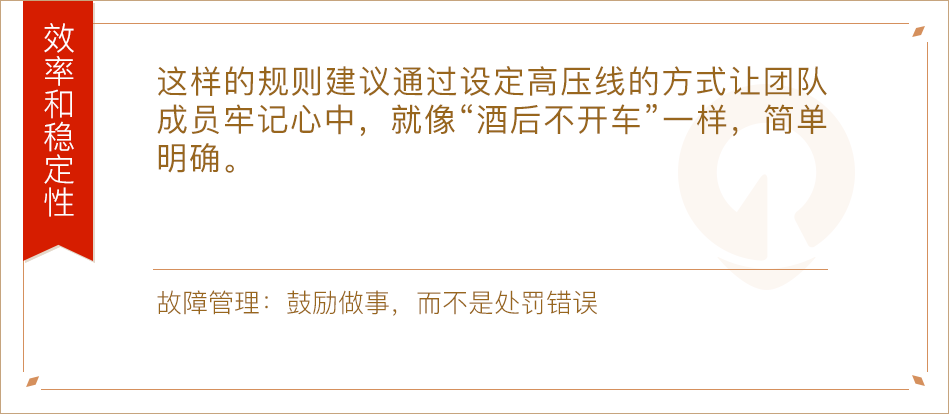 效率和稳定性
这样的规则建议通过设定高压线的方式让团队
成员牢记心中，就像“酒后不开车”一样，简单
明确。
故障管理：鼓励做事，而不是处罚错误